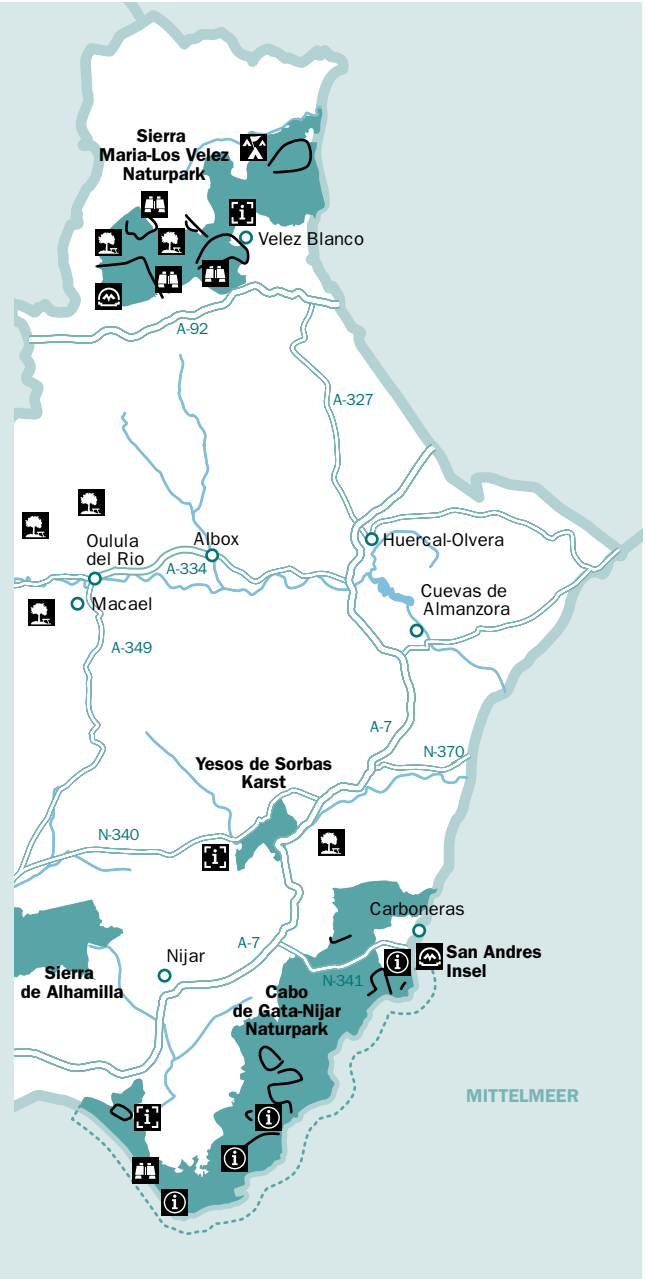 Sierra
Maria-Los Velez
Naturpark
Velez Blanco
A-92
A-327
Oulula
del Rio
Albox
Huercal-Olvera
A-334
Macael
Cuevas de
Almanzora
A-349
A-7
N-370
Yesos de Sorbas
Karst
N-340
Carboneras
A-7
Nijar
San Andres
Insel
Sierra
de Alhamilla
N-341
Cabo
de Gata-Nijar
Naturpark
MITTELMEER